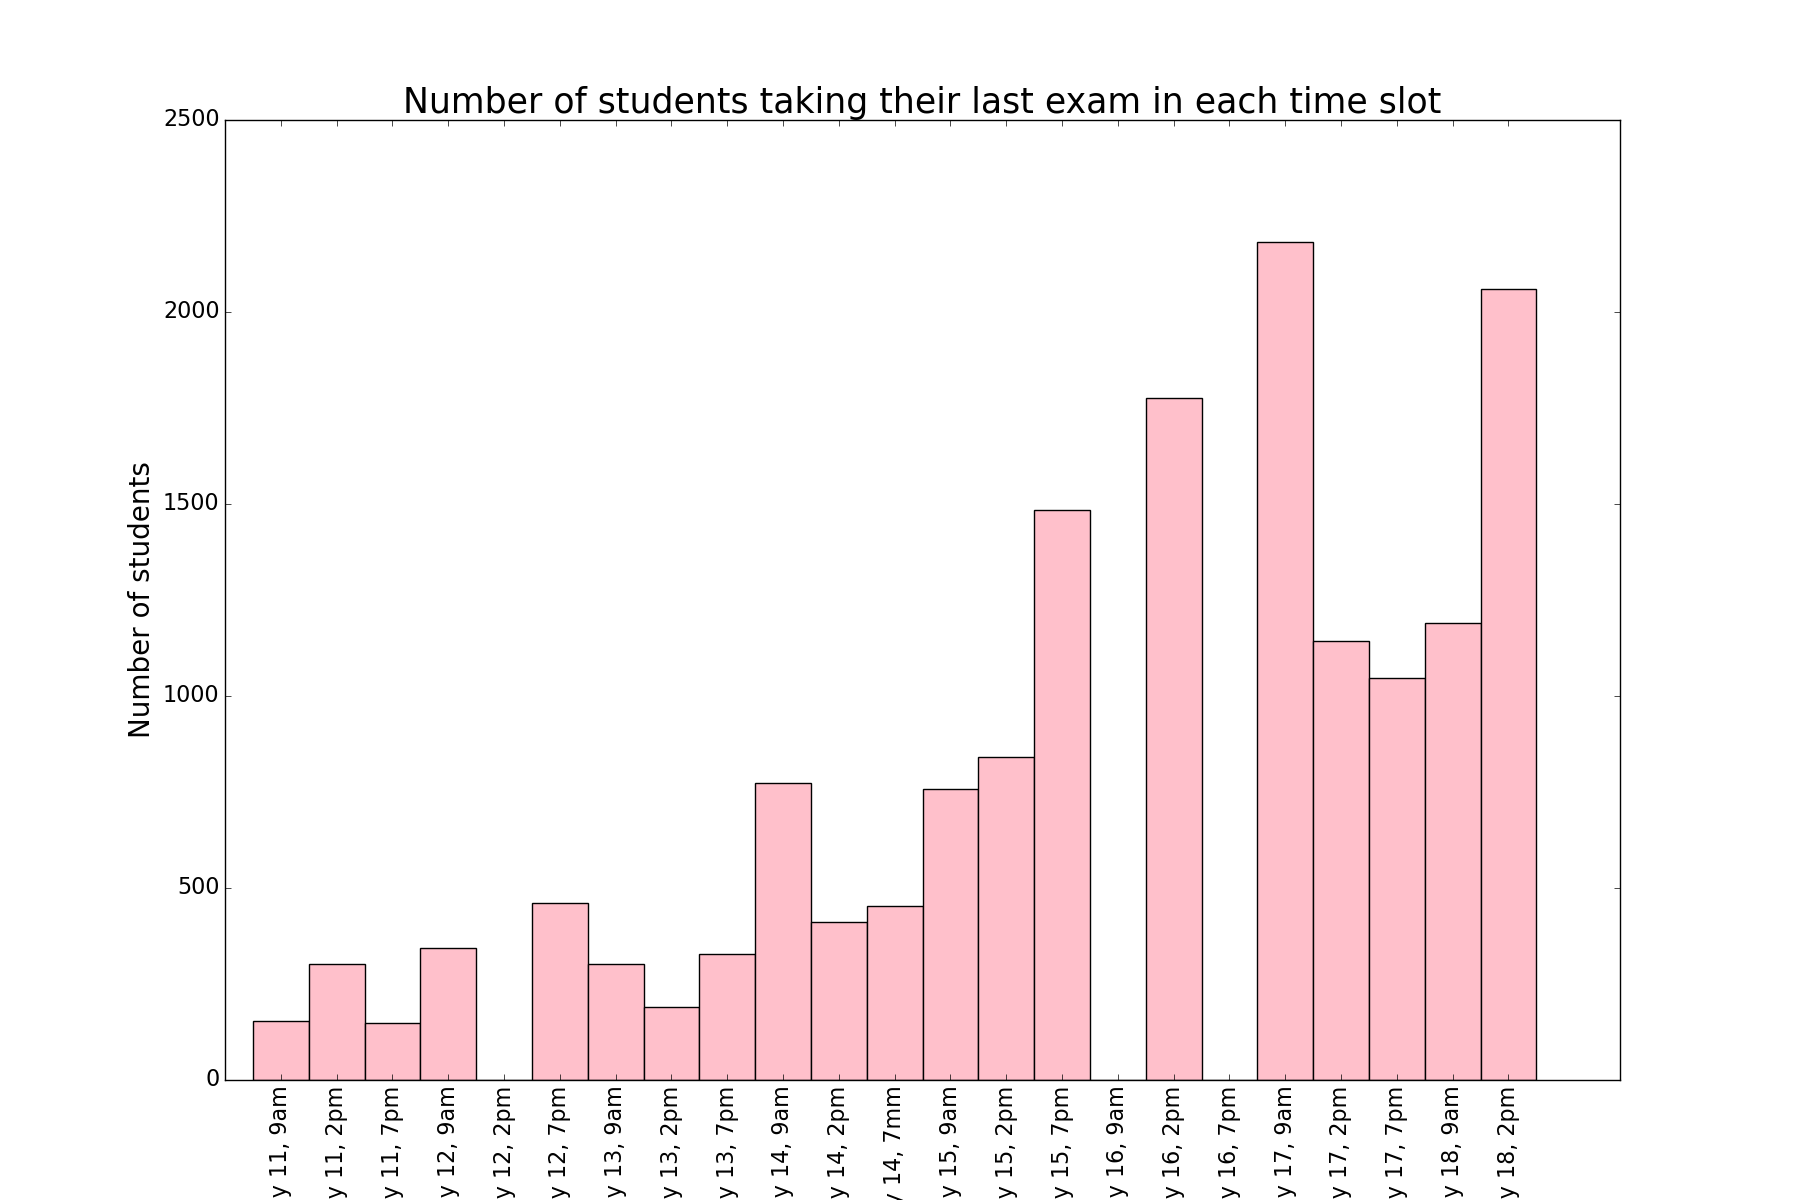 Number of students taking their last exam in each time slot
Number of students
2500
2000
1500
1000
500
0
y 11, 9am
y 11, 2pm
y 11, 7pm
y 12, 9am
y 12, 2pm
y 12, 7pm
y 13, 9am
y 13, 2pm
y 13, 7pm
y 14, 9am
y 14, 2pm
y 14, 7mm
y 15, 9am
y 15, 2pm
y 15, 7pm
y 16, 9am
y 16, 2pm
y 16, 7pm
y 17, 9am
y 17, 2pm
y 17, 7pm
y 18, 9am
y 18, 2pm